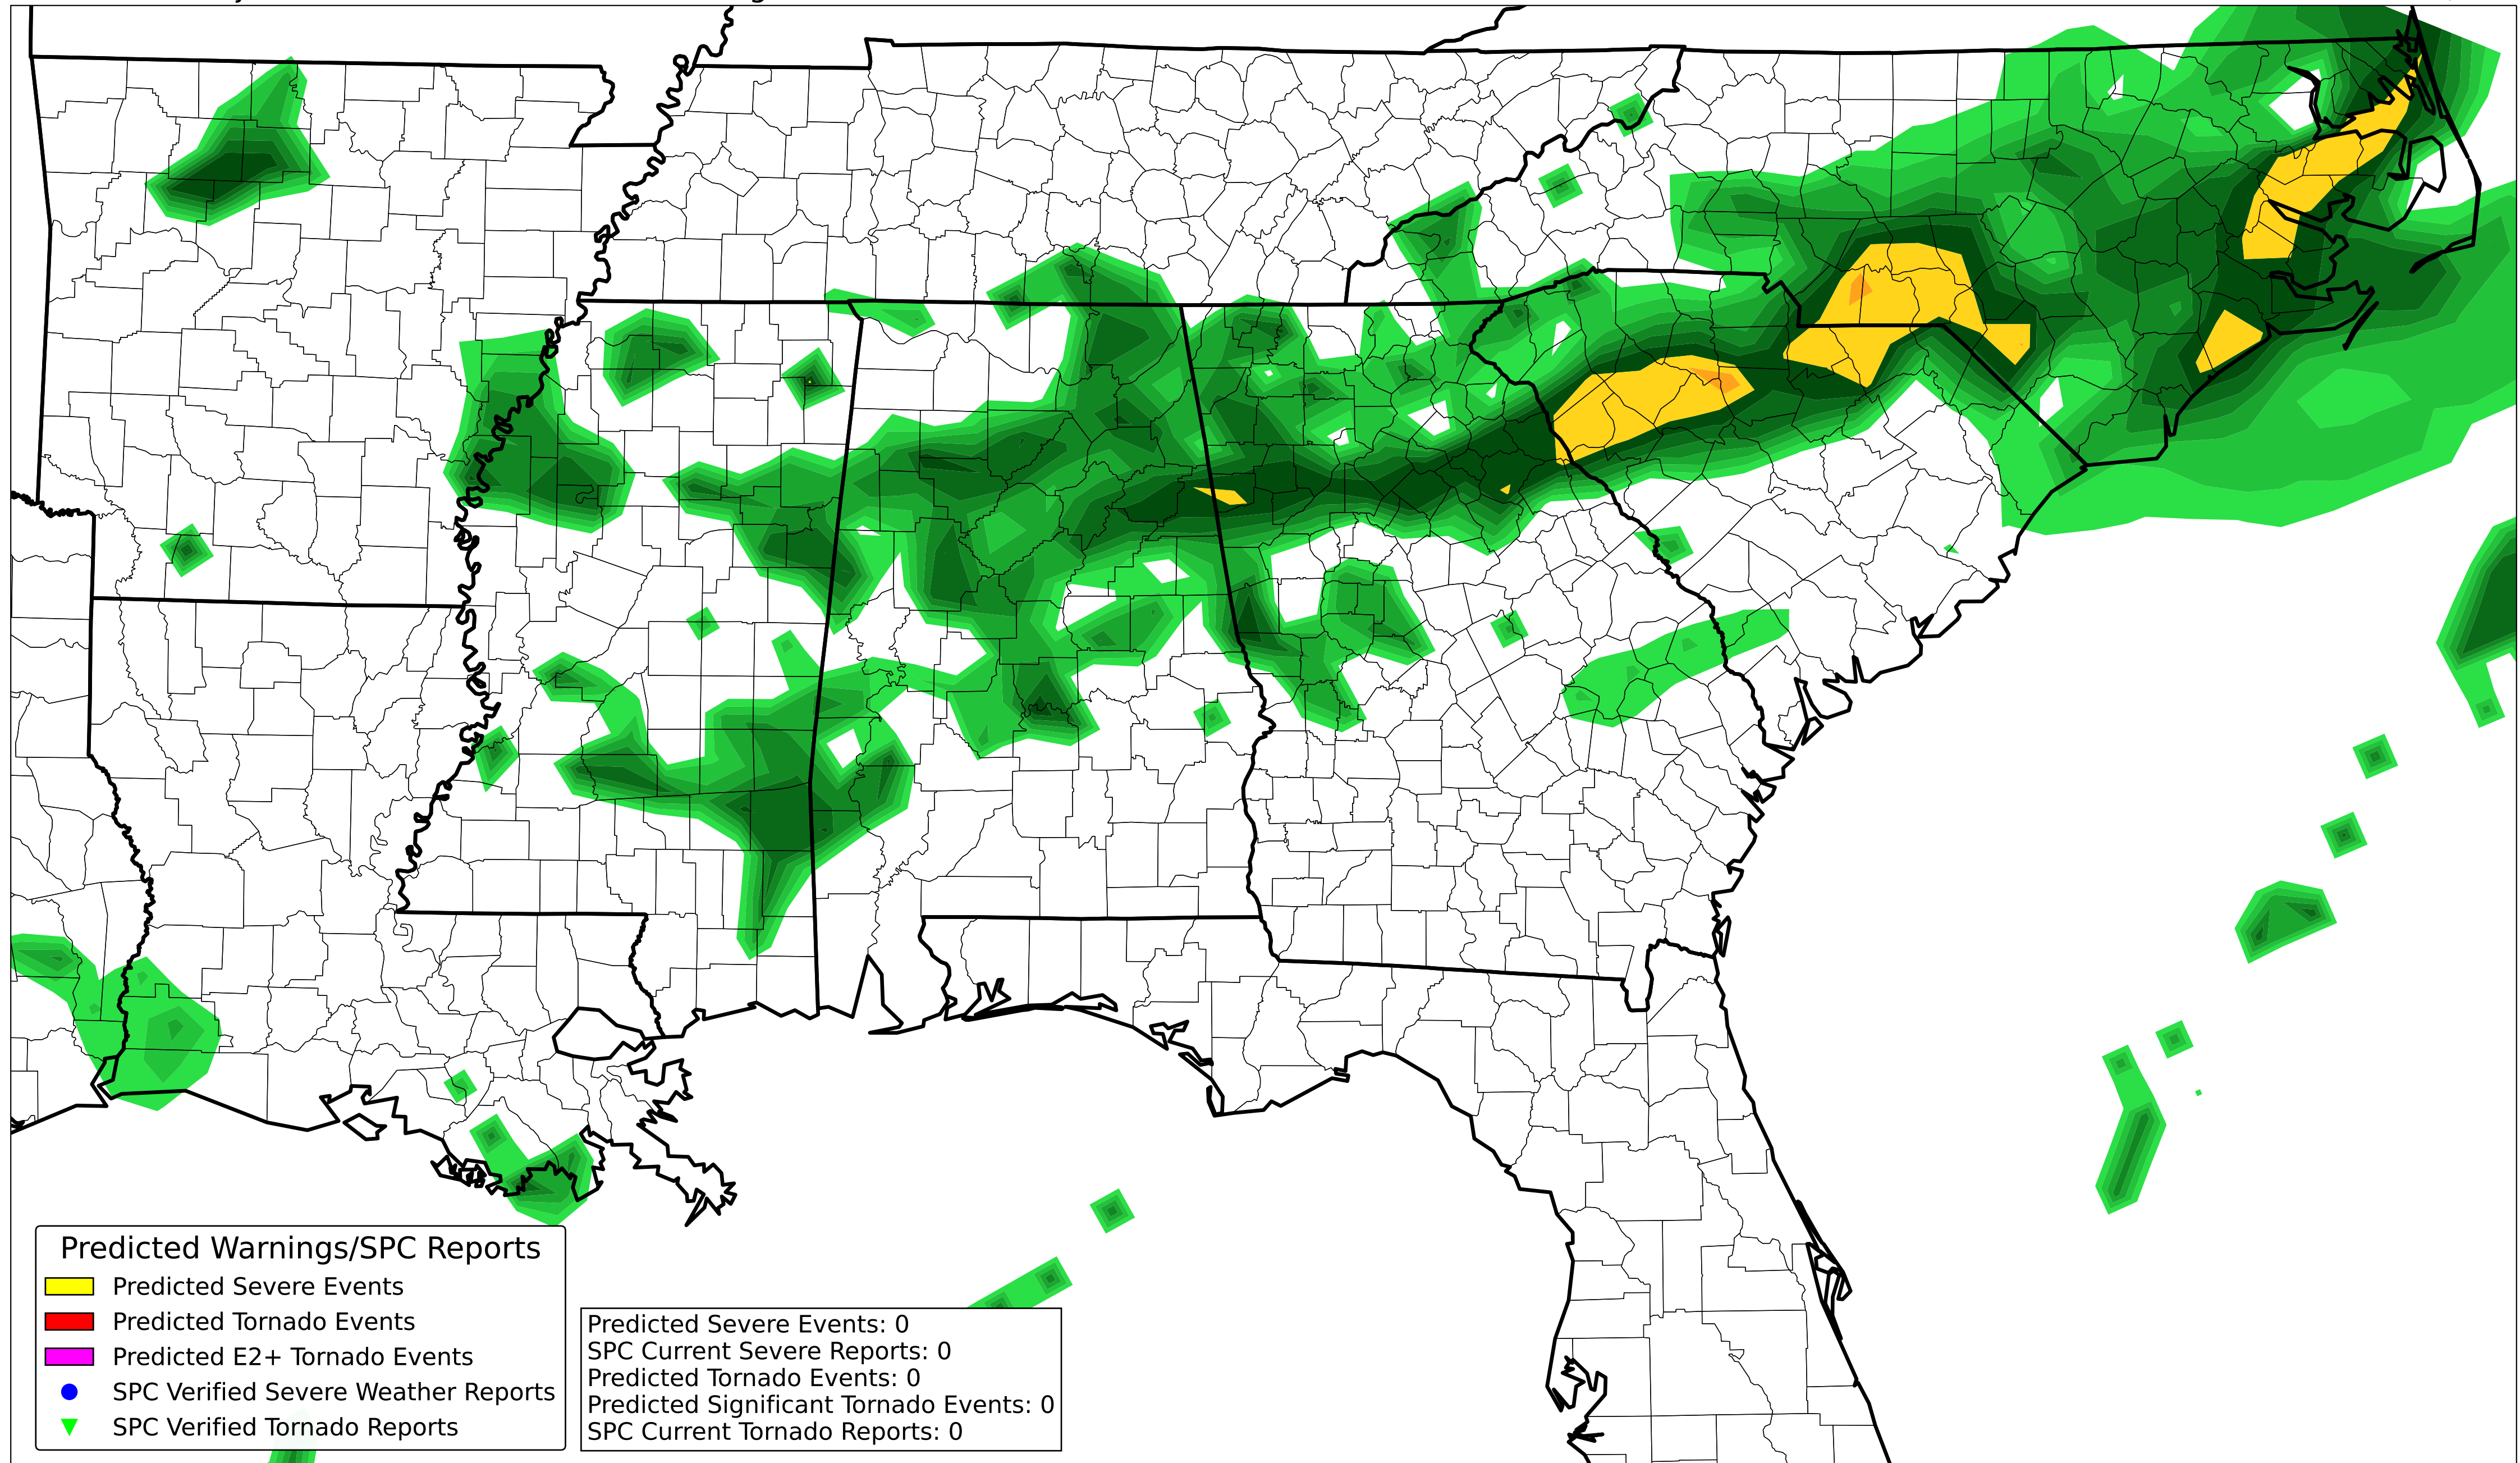 Predicted Warnings/SPC Reports
Predicted Severe Events
Predicted Tornado Events
Predicted E2+ Tornado Events
SPC Verified Severe Weather Reports
SPC Verified Tornado Reports
Predicted Severe Events: 0
SPC Current Severe Reports: 0
Predicted Tornado Events: 0
Predicted Significant Tornado Events: 0
SPC Current Tornado Reports: 0